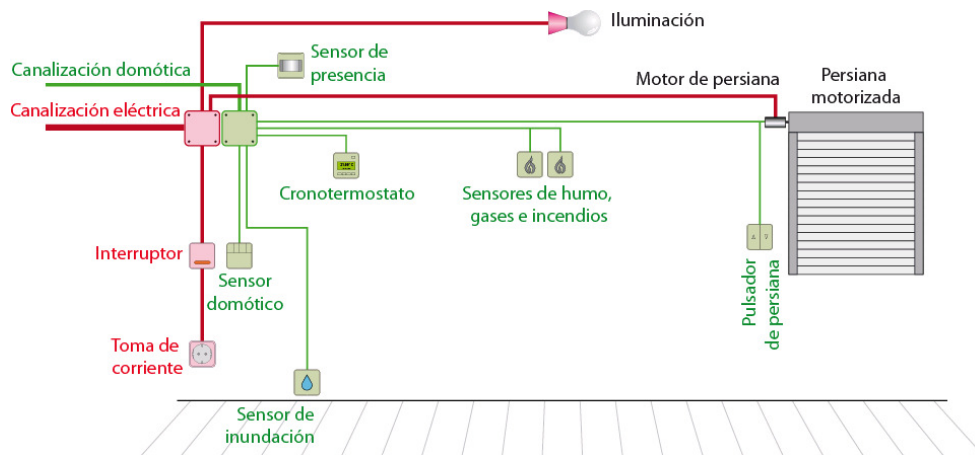 Iluminación
Sensor de
presencia
Canalización domótica
Motor de persiana
Persiana
motorizada
Canalización eléctrica
Cronotermostato
Sensores de humo,
gases e incendios
Interruptor
Sensor
domótico
Pulsador
de persiana
Toma de
corriente
Sensor de
inundación